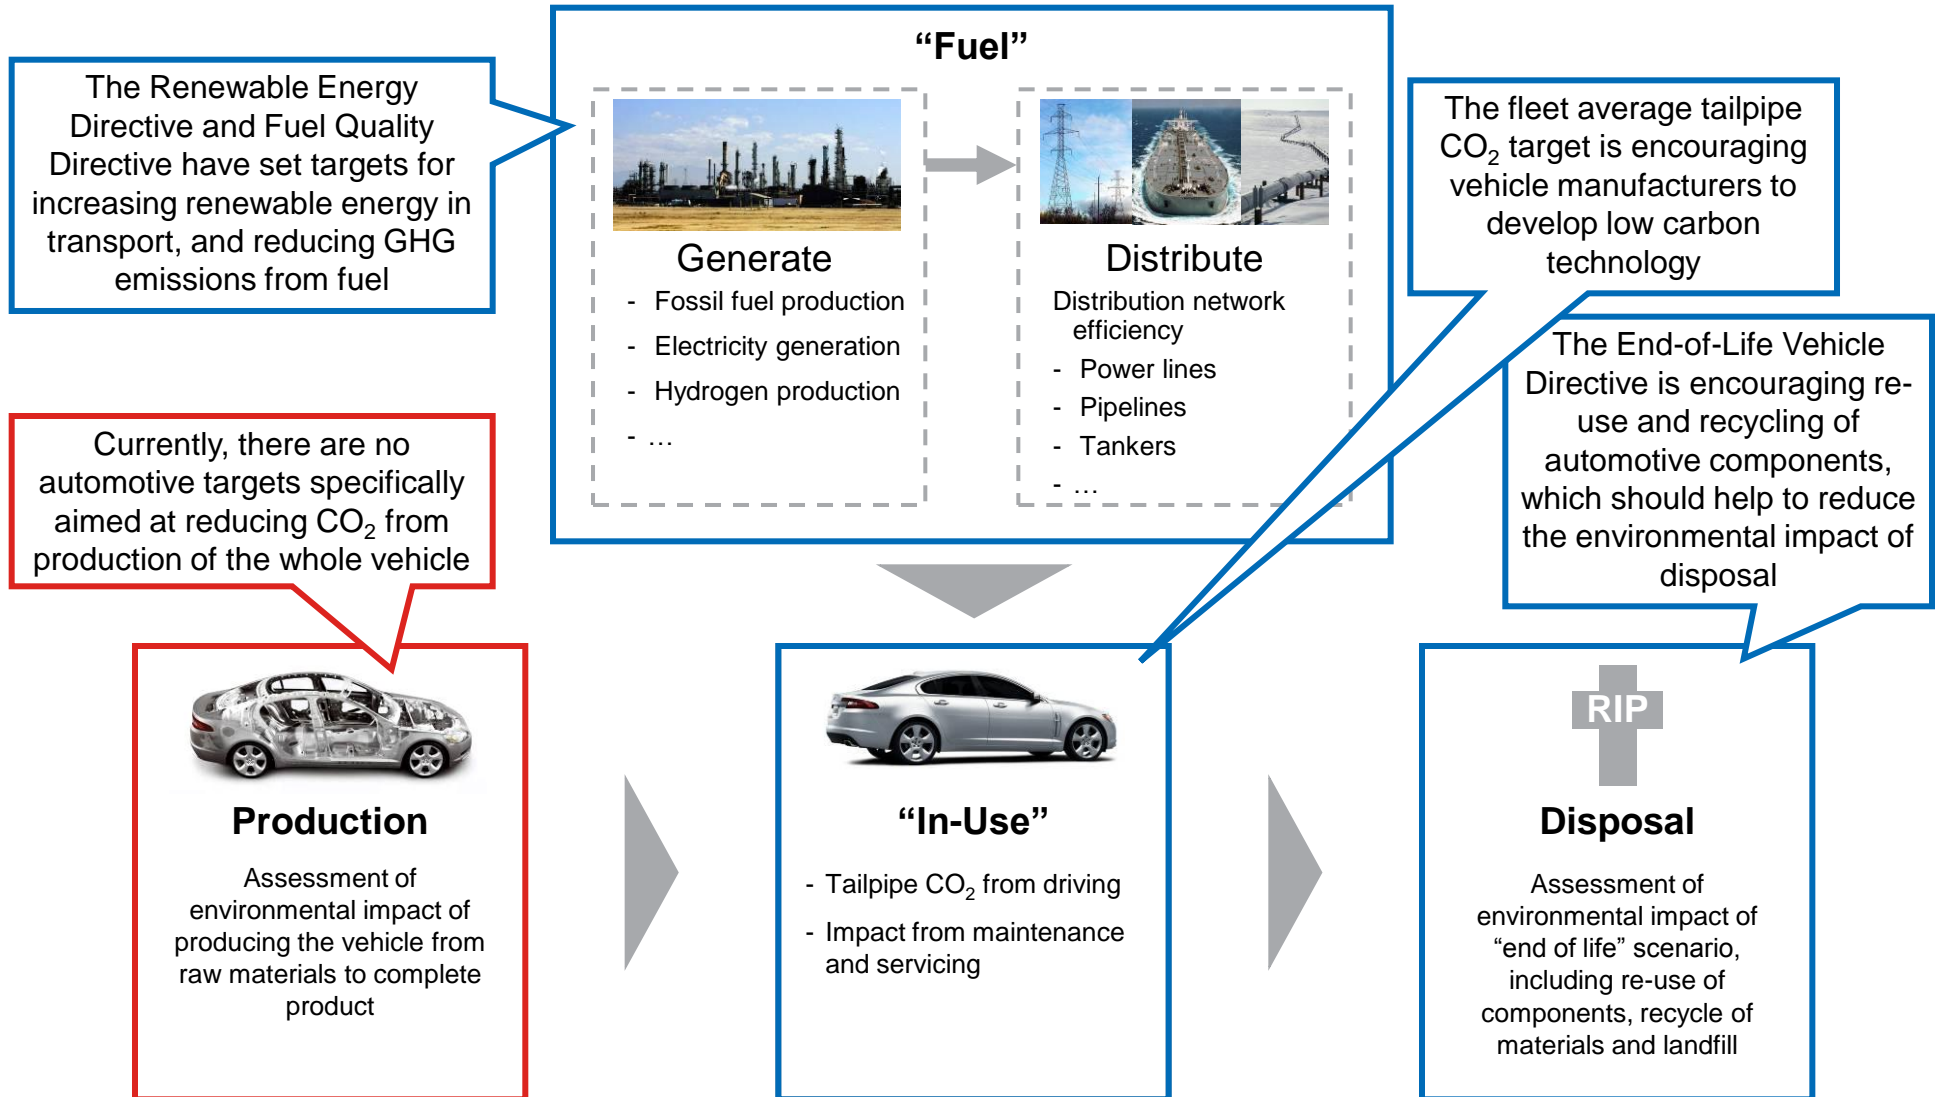 “Fuel”
The Renewable Energy
Directive and Fuel Quality
Directive have set targets for
increasing renewable energy in
transport, and reducing GHG
emissions from fuel
Generate
- Fossil fuel production
- Electricity generation
- Hydrogen production
- …
Distribute
Distribution network
efficiency
- Power lines
- Pipelines
- Tankers
- …
The fleet average tailpipe
CO₂ target is encouraging
vehicle manufacturers to
develop low carbon
technology
The End-of-Life Vehicle
Directive is encouraging re-
use and recycling of
automotive components,
which should help to reduce
the environmental impact of
disposal
Currently, there are no
automotive targets specifically
aimed at reducing CO₂ from
production of the whole vehicle
Production
Assessment of
environmental impact of
producing the vehicle from
raw materials to complete
product
“In-Use”
- Tailpipe CO₂ from driving
- Impact from maintenance
and servicing
RIP
Disposal
Assessment of
environmental impact of
“end of life” scenario,
including re-use of
components, recycle of
materials and landfill